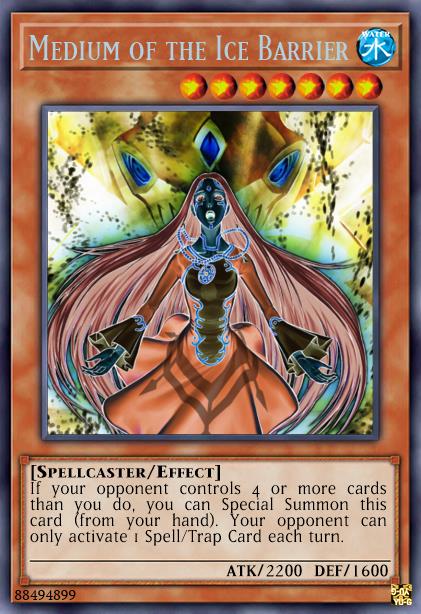 Medium of the Ice Barrier
WATER
水
[Spellcaster/Effect]
If your opponent controls 4 or more cards
than you do, you can Special Summon this
card (from your hand). Your opponent can
only activate 1 Spell/Trap Card each turn.
ATK/2200 DEF/1600
88494899